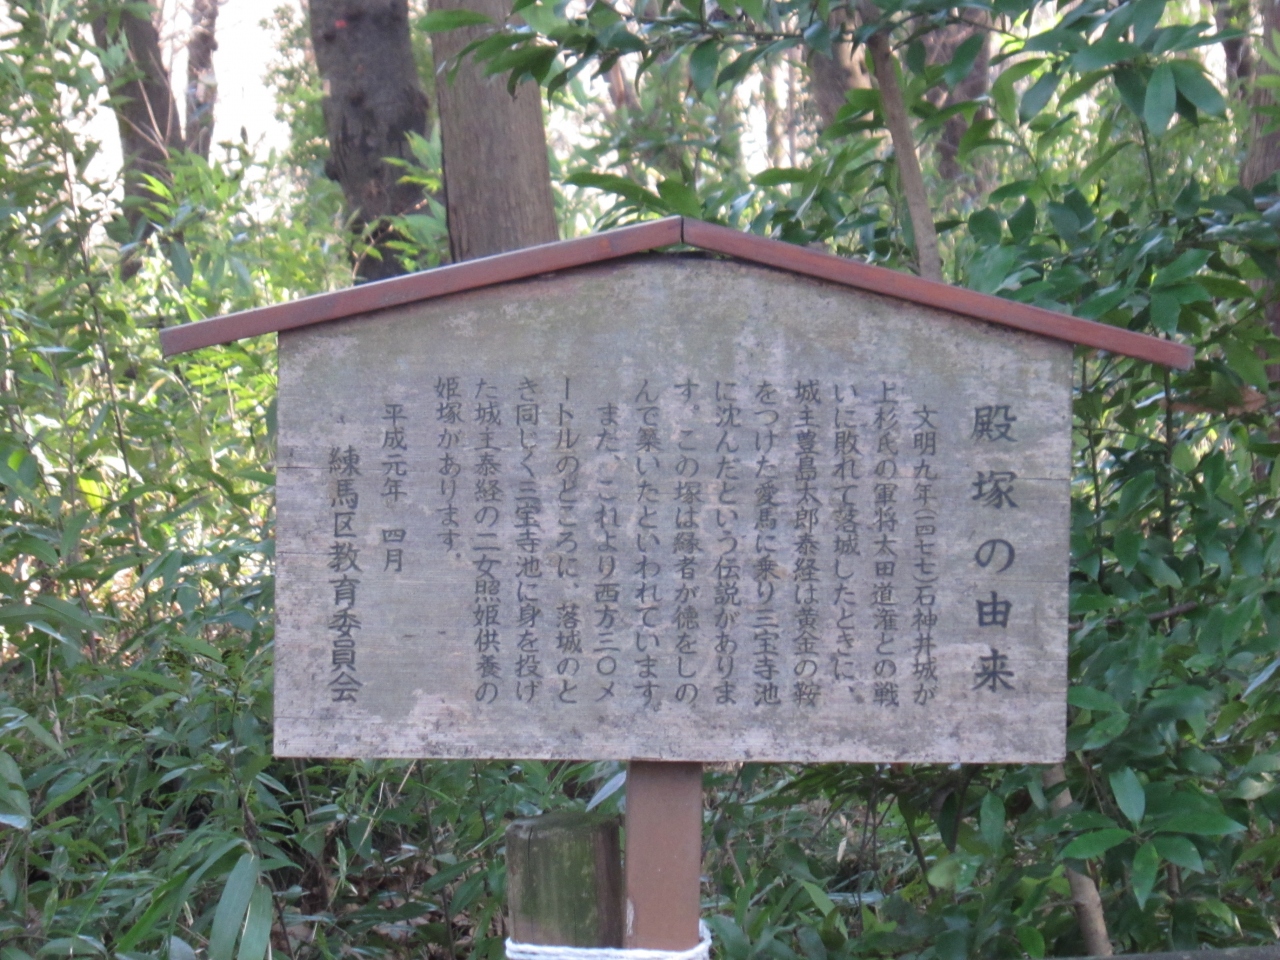 殿塚の由来
文明九年(一四七七)石神井城が
上杉氏の軍将太田道灌との戦
いに敗れて落城したときに、
城主豊島太郎泰経は黄金の鞍
をつけた愛馬に乗り三宝寺池
に沈んだという伝説がありま
す。この塚は縁者が徳をしの
んで築いたといわれています。
また、これより西方三〇メ
ートルのところに、落城のと
き同じく三宝寺池に身を投げ
た城主泰経の二女照姫供養の
姫塚があります。
平成元年 四月
練馬区教育委員会